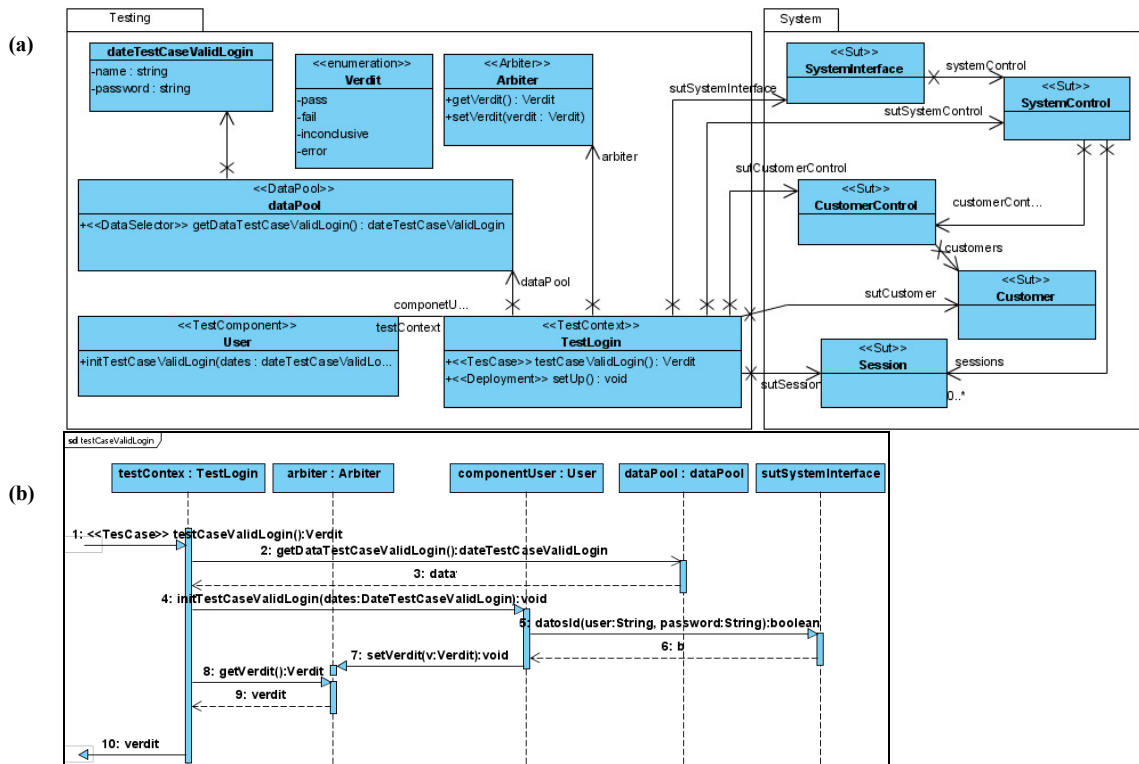 (a)
Testing
System
dateTestCaseValidLogin
-name : string
-password : string
<<enumeration>>
Verdit
-pass
-fail
-inconclusive
-error
<<Arbiter>>
Arbiter
+getVerdit() : Verdit
+setVerdit(verdit : Verdit)
arbiter
<<DataPool>>
dataPool
+<<DataSelector>> getDataTestCaseValidLogin() : dateTestCaseValidLogin
dataPool
componetU...
testContext
<<TestComponent>>
User
+initTestCaseValidLogin(dates : dateTestCaseValidLo...
<<TestContext>>
TestLogin
+<<TesCase>> testCaseValidLogin() : Verdit
+<<Deployment>> setUp() : void
<<Sut>>
SystemInterface
systemControl
<<Sut>>
SystemControl
sutSystemInterface
sutSystemControl
sutCustomerControl
<<Sut>>
CustomerControl
customerCont...
customers
<<Sut>>
Customer
sutCustomer
<<Sut>>
Session
sutSession
sessions
0..*
(b)
sd testCaseValidLogin
testContex : TestLogin
arbiter : Arbiter
componentUser : User
dataPool : dataPool
sutSystemInterface
1: <<TesCase>> testCaseValidLogin():Verdit
2: getDataTestCaseValidLogin():dateTestCaseValidLogin
3: data
4: initTestCaseValidLogin(dates:DateTestCaseValidLogin):void
5: datosId(user:String, password:String):boolean
6: b
7: setVerdit(v:Verdit):void
8: getVerdit():Verdit
9: verdit
10: verdit